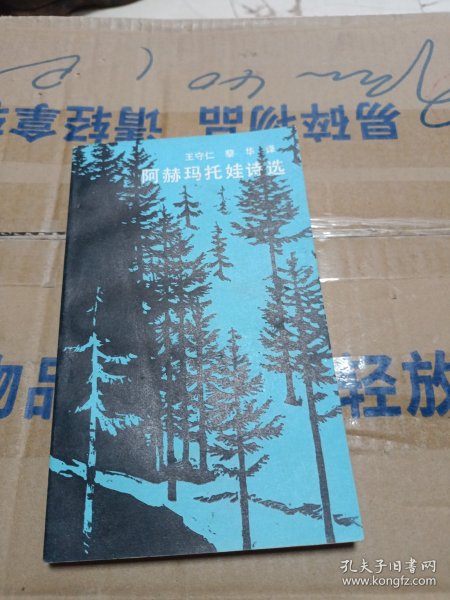 易碎物品 请轻拿
王守仁 黎 华 译
阿赫玛托娃诗选
物品
轻放
孔夫子旧书网
www.kongfz.com